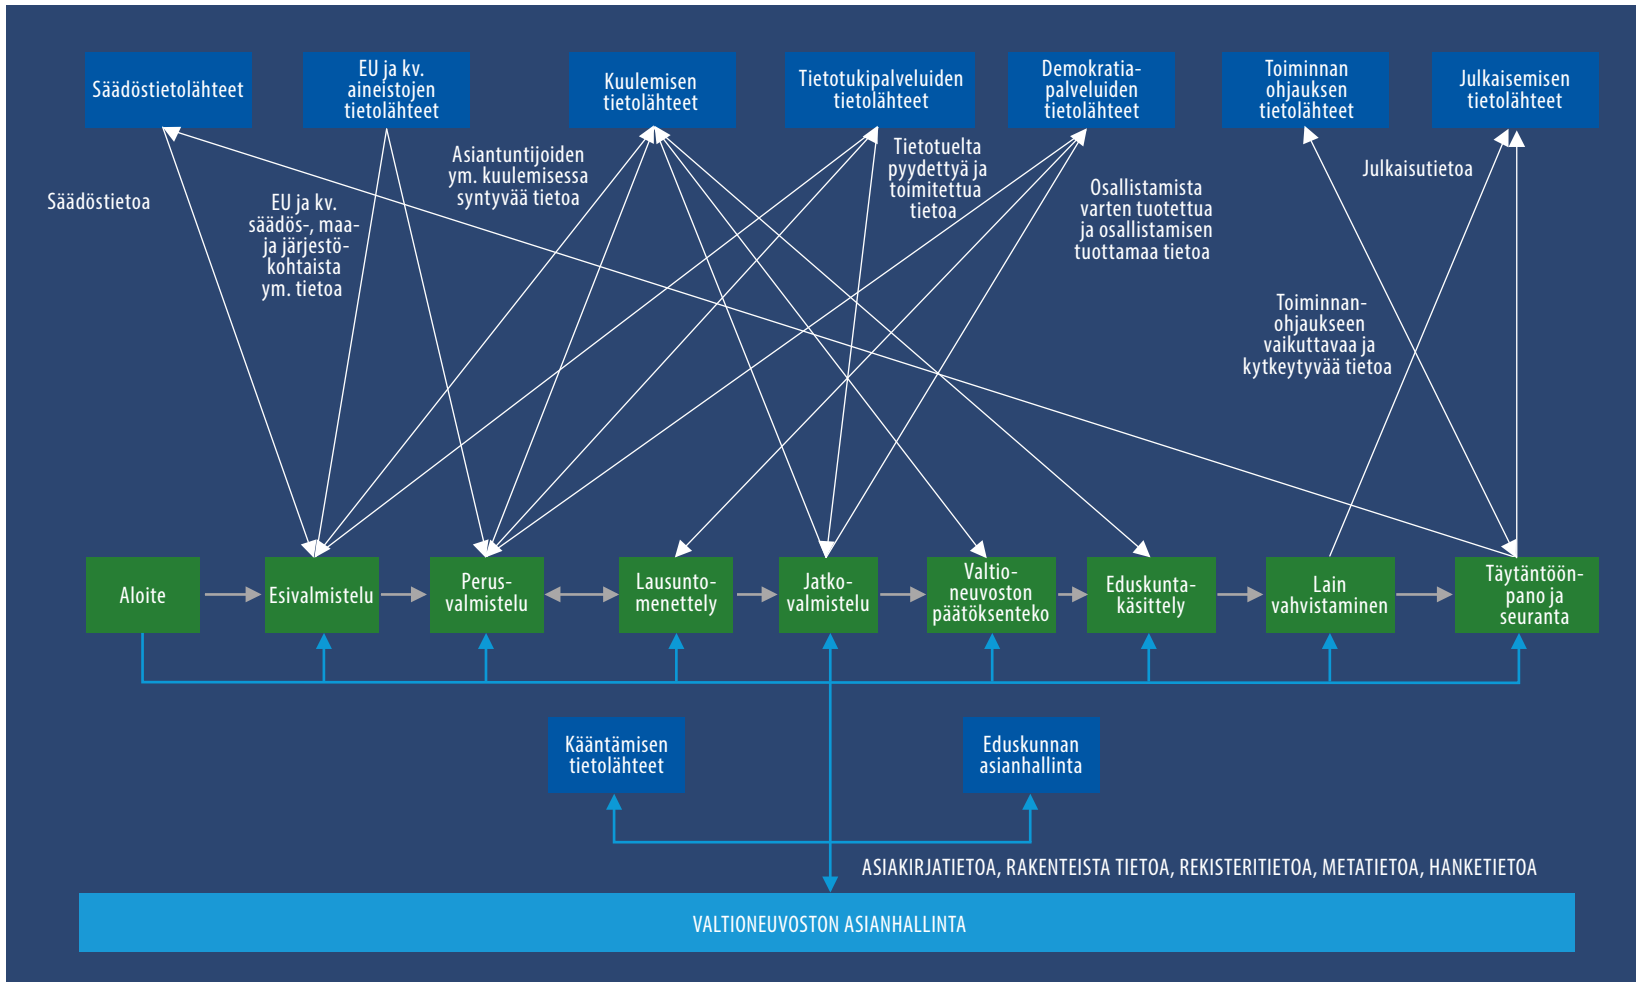 Säädöstietolähteet
EU ja kv.
aineistojen
tietolähteet
Kuulemisen
tietolähteet
Tietotukipalveluiden
tietolähteet
Demokratia-
palveluiden
tietolähteet
Toiminnan
ohjauksen
tietolähteet
Julkaisemisen
tietolähteet
Säädöstietoa
EU ja kv.
säädös-, maa-
ja järjestö-
kohtaista
ym. tietoa
Asiantuntijoiden
ym. kuulemisessa
syntyvää tietoa
Tietotuelta
pyydettyä ja
toimitettua
tietoa
Osallistamista
varten tuotettua
ja osallistamisen
tuottamaa tietoa
Toiminnan-
ohjaukseen
vaikuttavaa ja
kytkeytyvää tietoa
Julkaisutietoa
Aloite
Esivalmistelu
Perus-
valmistelu
Lausunto-
menettely
Jatko-
valmistelu
Valtio-
neuvoston
päätöksenteko
Eduskunta-
käsittely
Lain
vahvistaminen
Täytäntöön-
pano ja
seuranta
Kääntämisen
tietolähteet
Eduskunnan
asianhallinta
ASIAKIRJATIETOA, RAKENTEISTA TIETOA, REKISTERITIETOA, METATIETOA, HANKETIETOA
VALTIONEUVOSTON ASIANHALLINTA